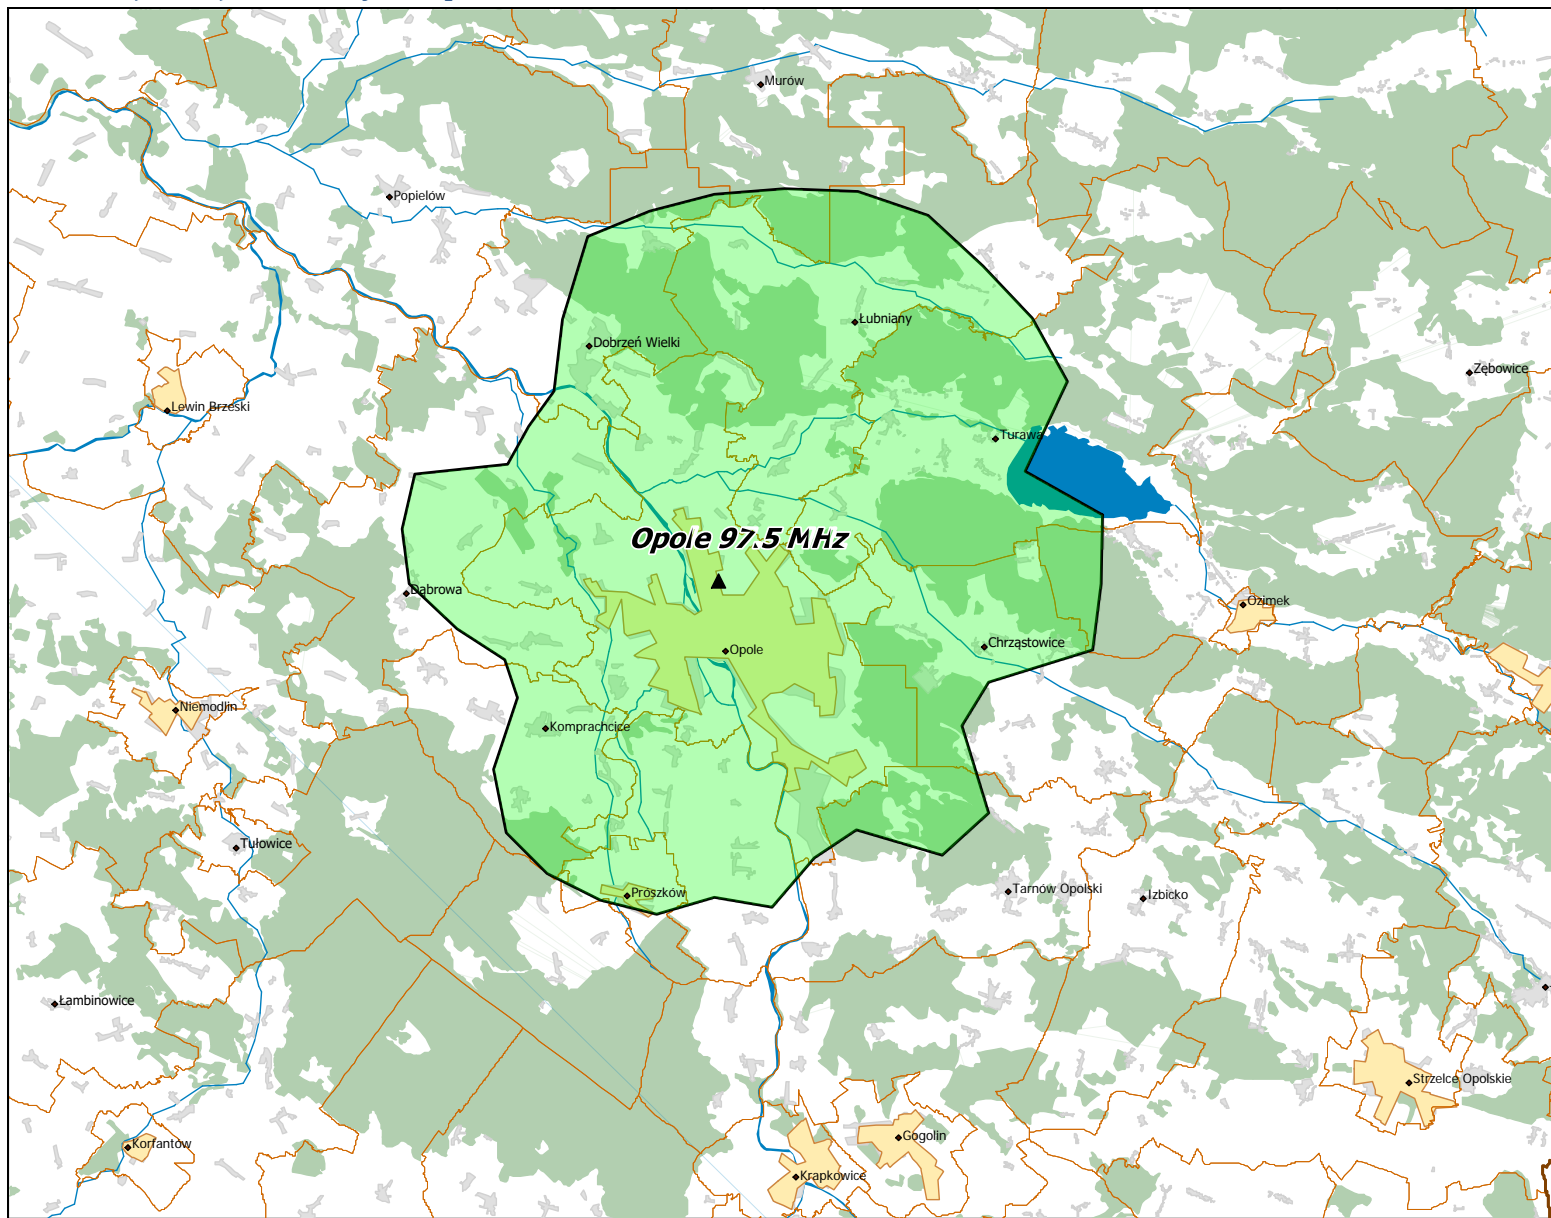 Murów
Popielów
Łubniany
Dobrzeń Wielki
Zębowice
Lewin Brzeski
Turawa
Opole 97.5 MHz
Dąbrowa
Ozimek
Chrząstowice
Opole
Niemodlin
Komprachcice
Tułowice
Prószków
Tarnów Opolski
Izbicko
Łambinowice
Strzelce Opolskie
Gogolin
Korfantów
Krapkowice